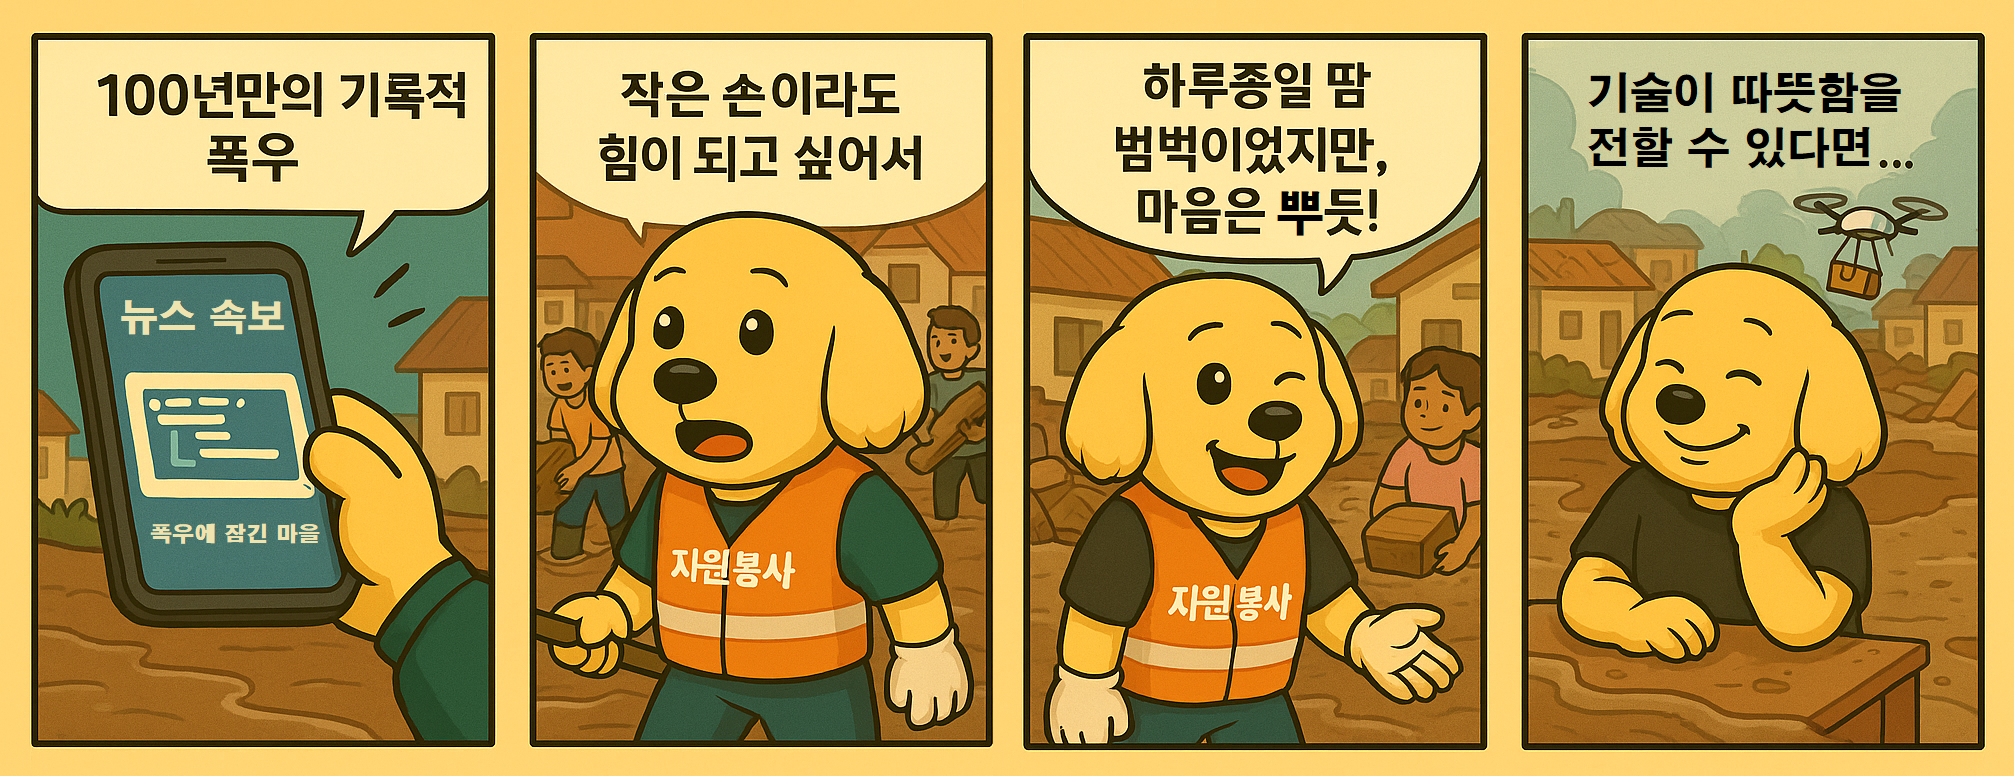 100년만의 기록적
폭우
뉴스 속보
폭우에 잠긴 마을
작은 손이라도
힘이 되고 싶어서
자원봉사
하루종일 땀
범벅이었지만,
마음은 뿌듯!
자원봉사
기술이 따뜻함을
전할 수 있다면...